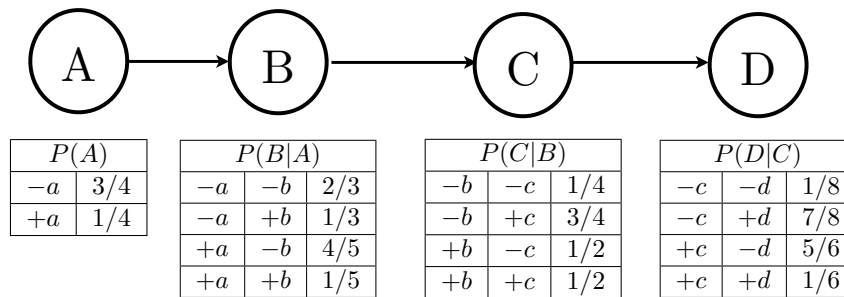 A B C D
P(A) P(B|A) P(C|B) P(D|C)
−a 3/4 −a −b 2/3 −b −c 1/4 −c −d 1/8
+a 1/4 −a +b 1/3 −b +c 3/4 −c +d 7/8
+a −b 4/5 +b −c 1/2 +c −d 5/6
+a +b 1/5 +b +c 1/2 +c +d 1/6